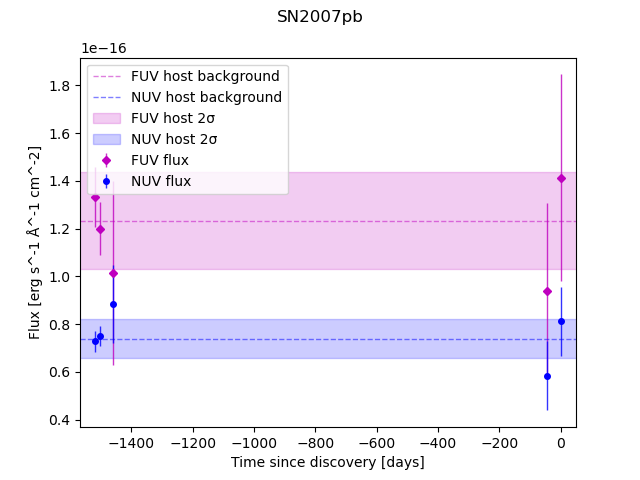 SN2007pb
1e−16
FUV host background
NUV host background
FUV host 2σ
NUV host 2σ
FUV flux
NUV flux
1.8
1.6
1.4
1.2
1.0
0.8
0.6
0.4
Flux [erg s^-1 Å^-1 cm^-2]
−1400 −1200 −1000 −800 −600 −400 −200 0
Time since discovery [days]